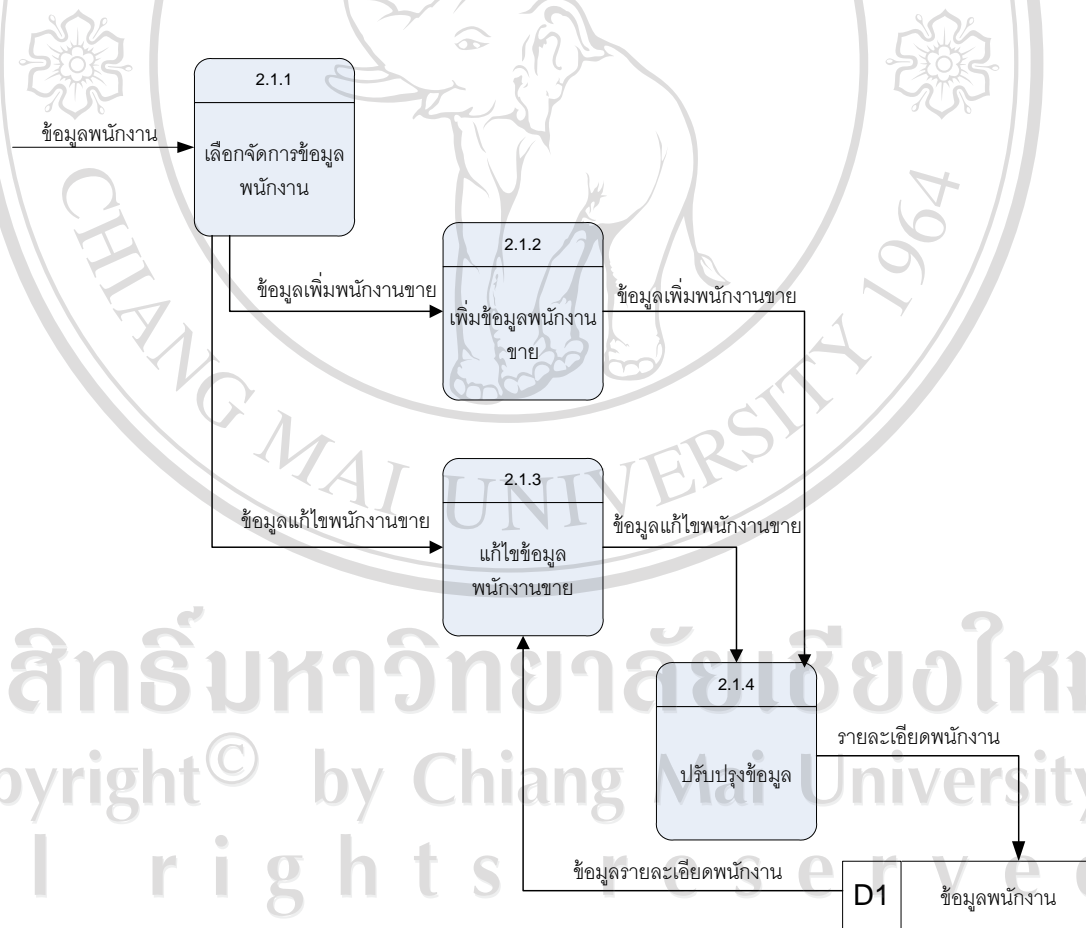 2.1.1
ข้อมูลพนักงาน
เลือกจัดการข้อมูล
พนักงาน
2.1.2
ข้อมูลเพิ่มพนักงานขาย
ข้อมูลเพิ่มพนักงานขาย
เพิ่มข้อมูลพนักงาน
ขาย
CHIANG MAI UNIVERSITY 1964
2.1.3
ข้อมูลแก้ไขพนักงานขาย
ข้อมูลแก้ไขพนักงานขาย
แก้ไขข้อมูล
พนักงานขาย
สิทธิ์มหาวิทยาลัยเชียงใหม่
2.1.4
รายละเอียดพนักงาน
ปรับปรุงข้อมูล
pyright© by Chiang Mai University
l rights reserve
ข้อมูลรายละเอียดพนักงาน
D1
ข้อมูลพนักงาน